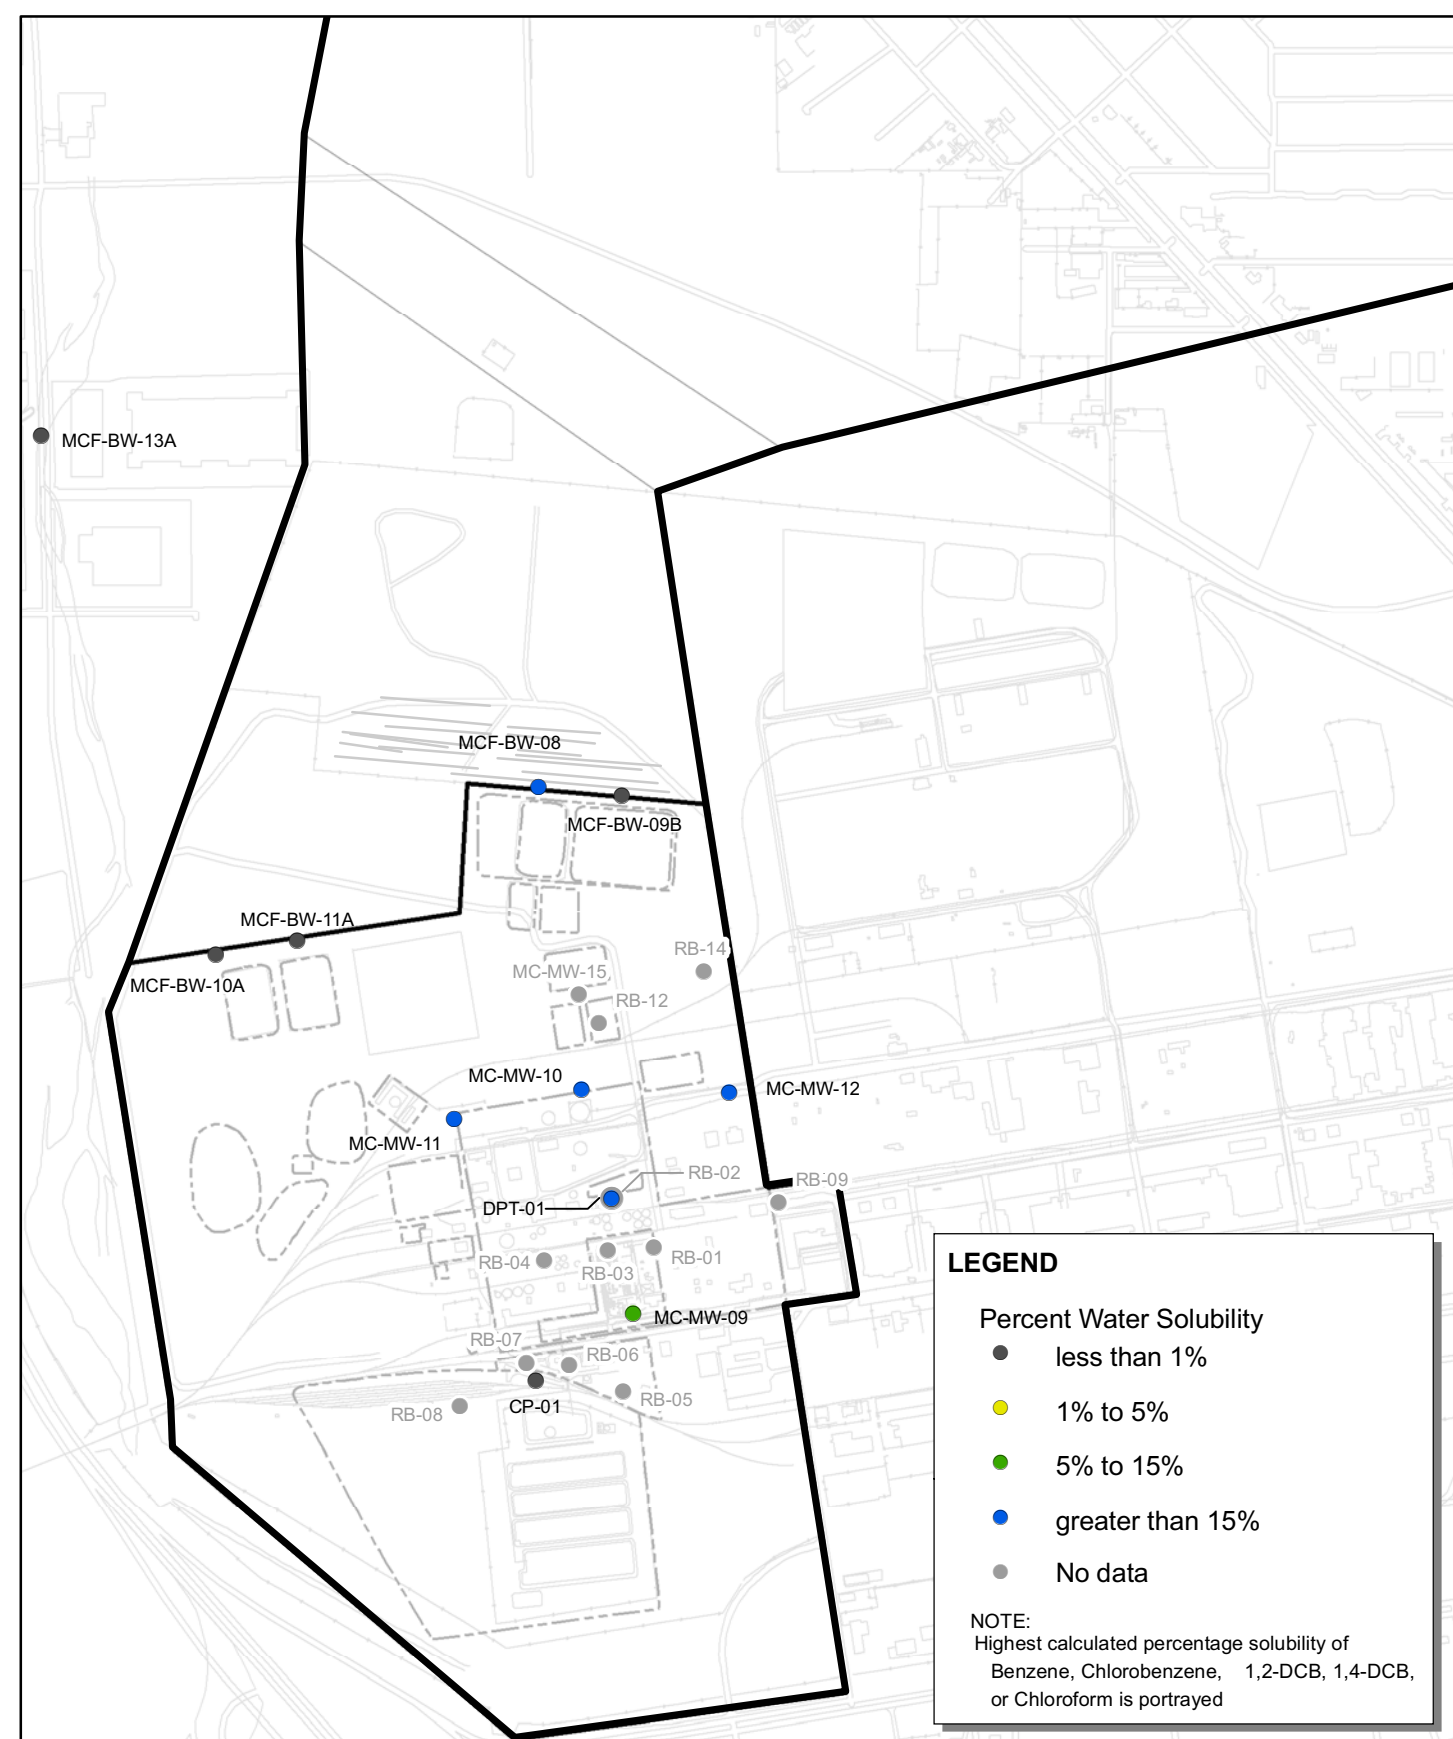 MCF-BW-13A
MCF-BW-08
MCF-BW-09B
MCF-BW-11A
MCF-BW-10A
RB-14
MC-MW-15
RB-12
MC-MW-10
MC-MW-12
MC-MW-11
RB-02
RB-09
DPT-01
RB-04
RB-03
RB-01
MC-MW-09
RB-07
RB-06
RB-05
RB-08
CP-01
LEGEND
Percent Water Solubility
less than 1%
1% to 5%
5% to 15%
greater than 15%
No data
NOTE:
Highest calculated percentage solubility of
Benzene, Chlorobenzene, 1,2-DCB, 1,4-DCB,
or Chloroform is portrayed